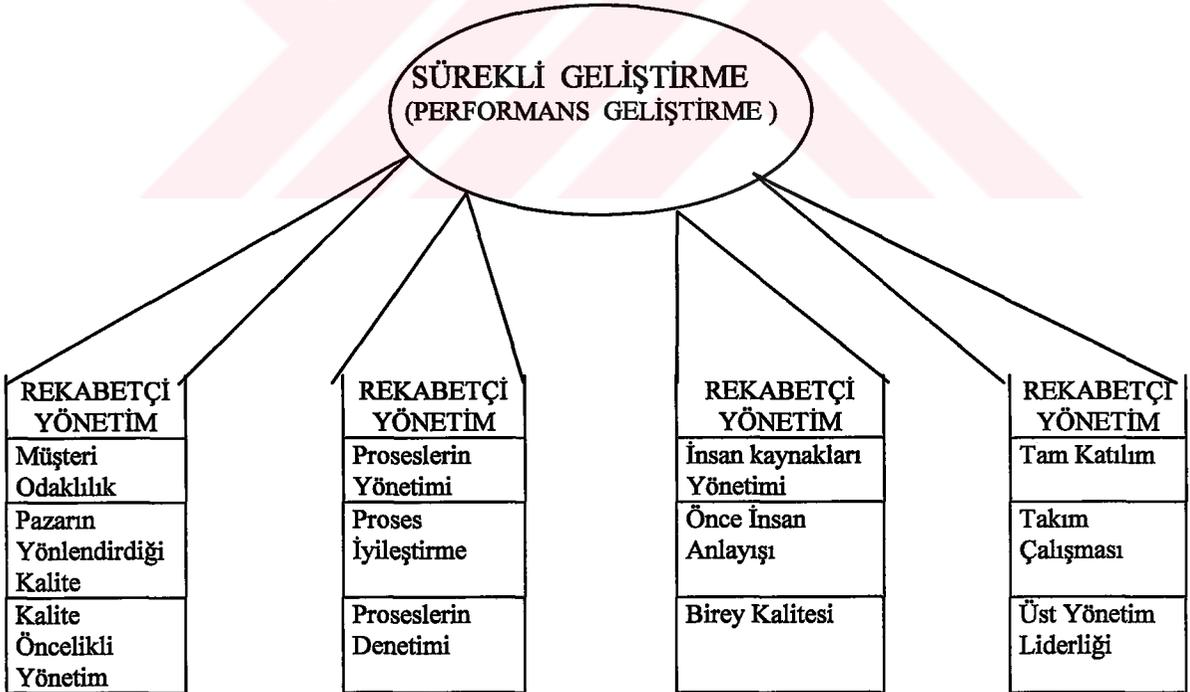 SÜREKLİ GELİŞTİRME
(PERFORMANS GELİŞTİRME )
REKABETÇİ
YÖNETİM
Müşteri
Odaklılık
Pazarın
Yönlendirdiği
Kalite
Kalite
Öncelikli
Yönetim
REKABETÇİ
YÖNETİM
Proseslerin
Yönetimi
Proses
İyileştirme
Proseslerin
Denetimi
REKABETÇİ
YÖNETİM
İnsan kaynakları
Yönetimi
Önce İnsan
Anlayışı
Birey Kalitesi
REKABETÇİ
YÖNETİM
Tam Katılım
Takım
Çalışması
Üst Yönetim
Liderliği